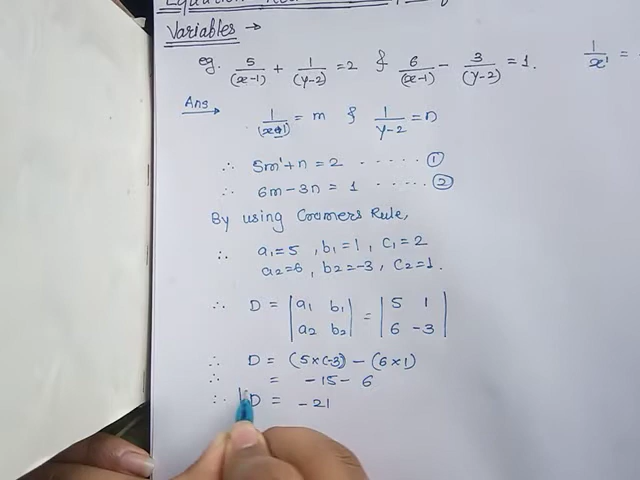 Equation
Variables →
eg. 5/(x-1) + 1/(y-2) = 2 & 6/(x-1) - 3/(y-2) = 1. 1/x =
Ans → 1/(x-1) = m & 1/y-2 = n
∴ 5m + n = 2 ..... ①
∴ 6m - 3n = 1 ..... ②
By using Cramers Rule,
∴ a₁=5, b₁=1, c₁=2
a₂=6, b₂=-3, c₂=1.
∴ D = |a₁ b₁| = |5 1|
|a₂ b₂| |6 -3|
∴ D = (5×(-3) - (6×1)
∴ = -15 - 6
∴ D = -21